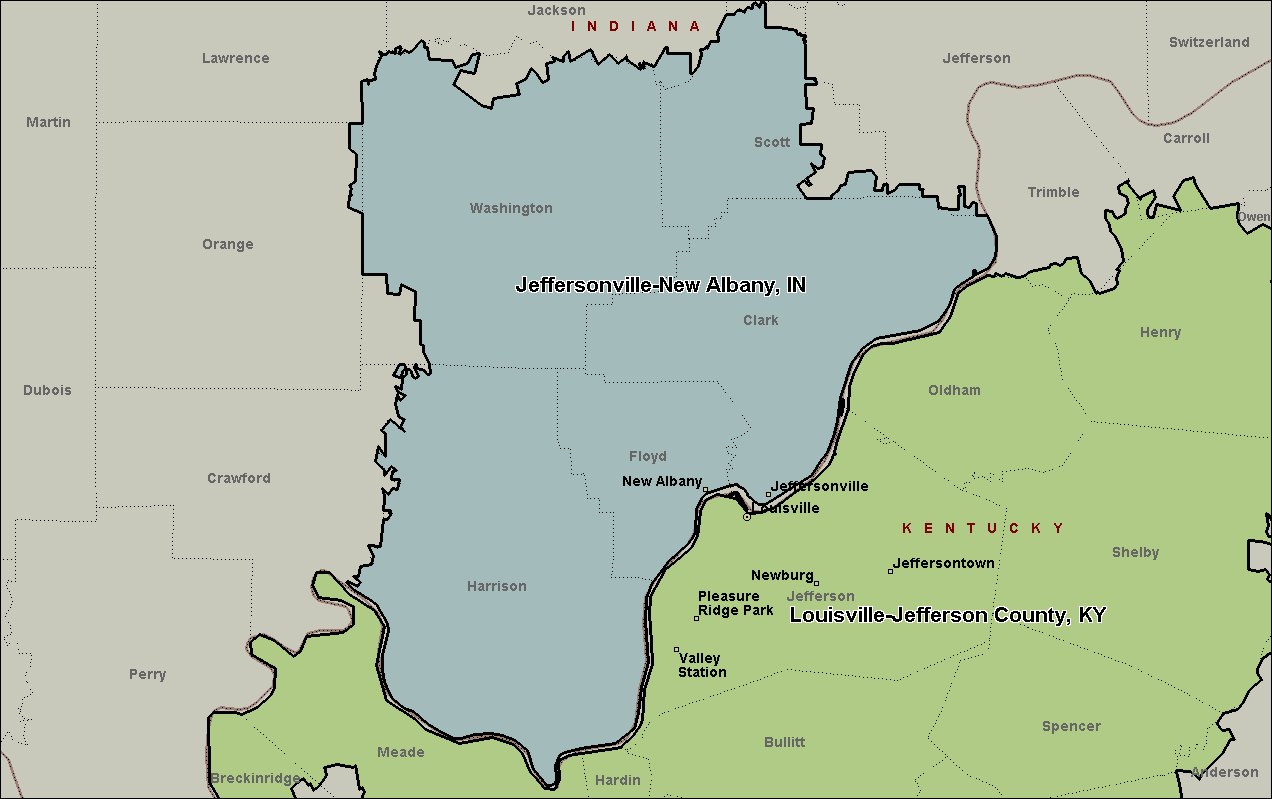 Jackson
INDIANA
Lawrence
Jefferson
Switzerland
Martin
Scott
Carroll
Trimble
Washington
Owen
Orange
Jeffersonville-New Albany, IN
Clark
Henry
Dubois
Oldham
Floyd
Crawford
New Albany
Jeffersonville
Louisville
KENTUCKY
Shelby
Jeffersontown
Newburg
Harrison
Pleasure
Ridge Park
Jefferson
Louisville-Jefferson County, KY
Valley
Station
Perry
Spencer
Bullitt
Meade
Breckinridge
Hardin
Anderson